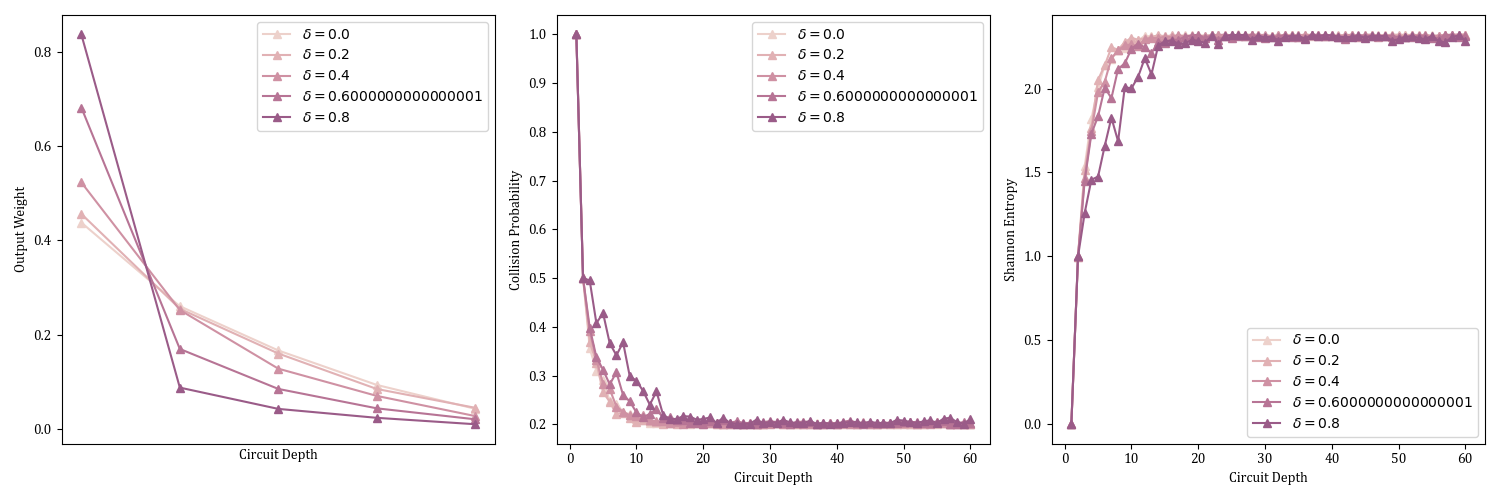 Output Weight
0.8
0.6
0.4
0.2
0.0
δ = 0.0
δ = 0.2
δ = 0.4
δ = 0.6000000000000001
δ = 0.8
Circuit Depth
Collision Probability
1.0
0.9
0.8
0.7
0.6
0.5
0.4
0.3
0.2
δ = 0.0
δ = 0.2
δ = 0.4
δ = 0.6000000000000001
δ = 0.8
0 10 20 30 40 50 60
Circuit Depth
Shannon Entropy
2.0
1.5
1.0
0.5
0.0
δ = 0.0
δ = 0.2
δ = 0.4
δ = 0.6000000000000001
δ = 0.8
0 10 20 30 40 50 60
Circuit Depth